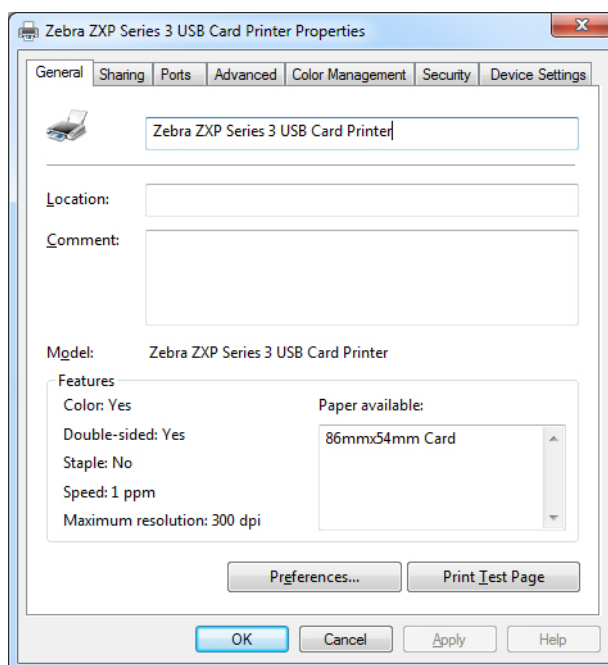 Zebra ZXP Series 3 USB Card Printer Properties
General Sharing Ports Advanced Color Management Security Device Settings
Zebra ZXP Series 3 USB Card Printer
Location:
Comment:
Model: Zebra ZXP Series 3 USB Card Printer
Features
Color: Yes Paper available:
Double-sided: Yes 86mmx54mm Card
Staple: No
Speed: 1 ppm
Maximum resolution: 300 dpi
Preferences... Print Test Page
OK Cancel Apply Help